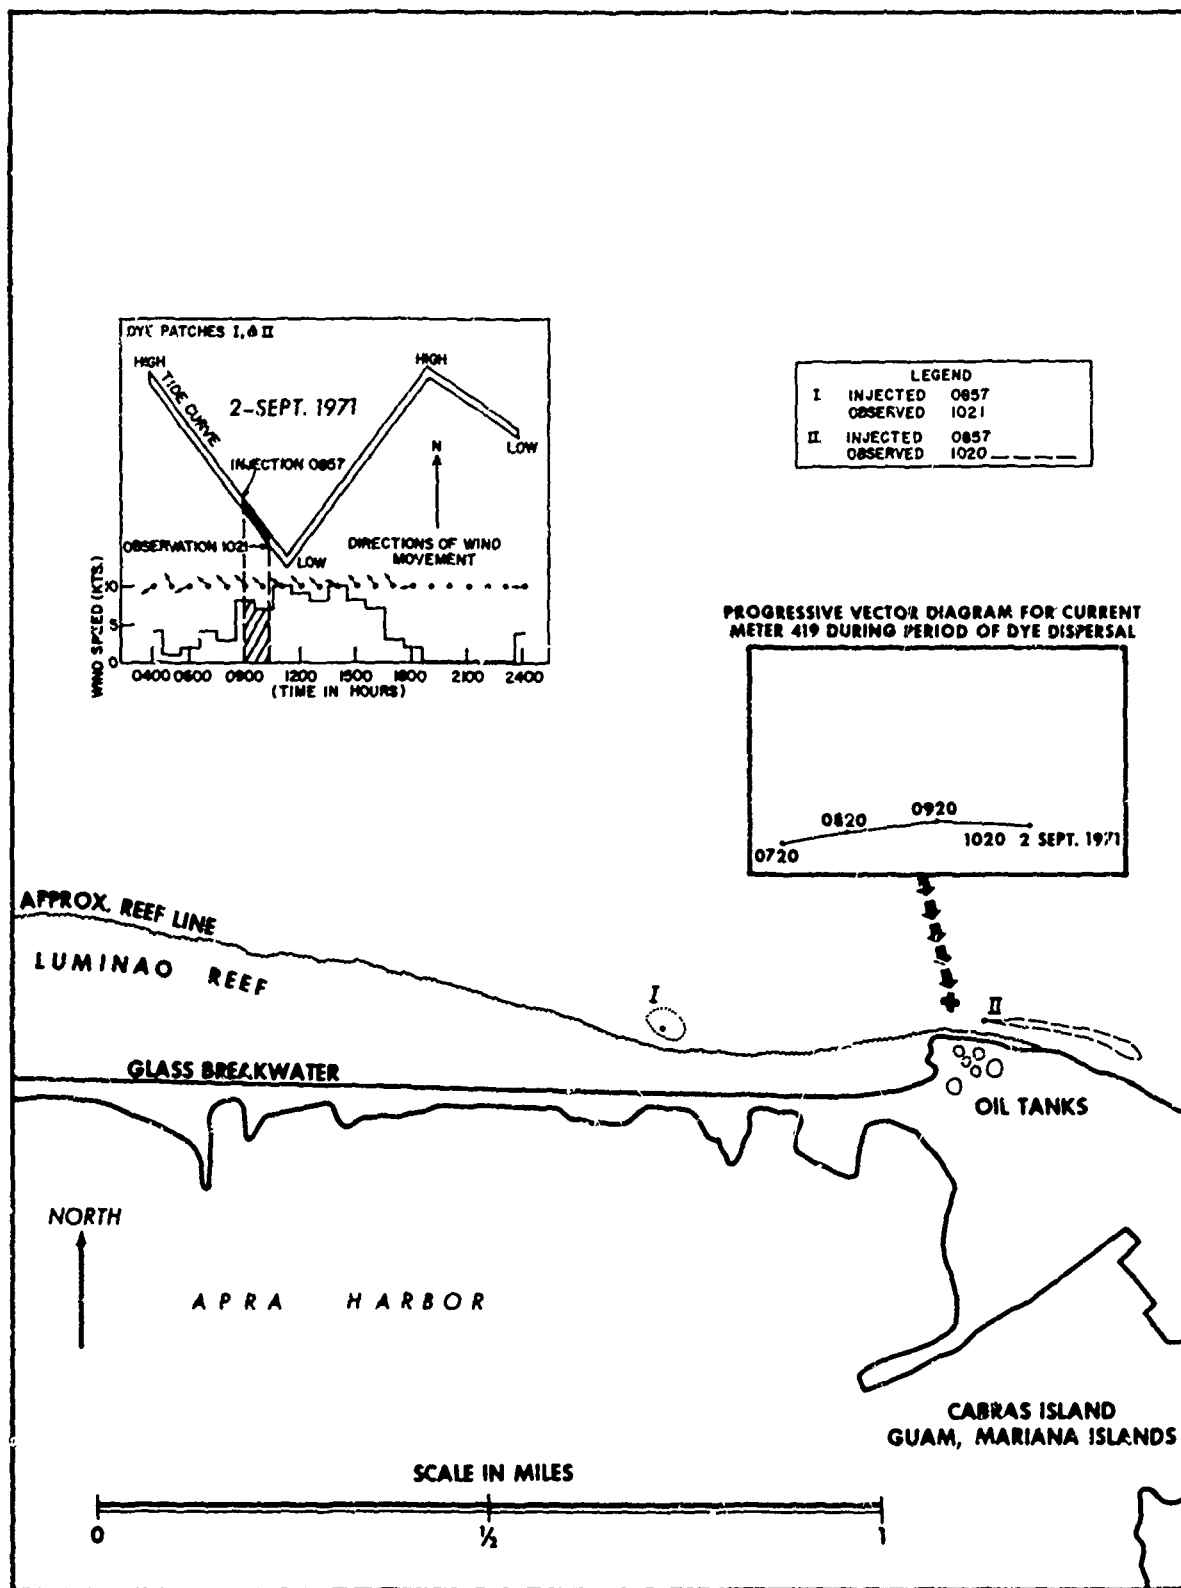 DYE PATCHES I, & II
HIGH
TIDE CURVE
2-SEPT. 1971
HIGH
LOW
INJECTION 0857
N
OBSERVATION 1021
LOW
DIRECTIONS OF WIND
MOVEMENT
WIND SPEED (KTS.)
5
0
0400 0600 0900 1200 1500 1800 2100 2400
(TIME IN HOURS)
LEGEND
I INJECTED 0857
OBSERVED 1021
II INJECTED 0857
OBSERVED 1020
PROGRESSIVE VECTOR DIAGRAM FOR CURRENT
METER 419 DURING PERIOD OF DYE DISPERSAL
0720
0820
0920
1020 2 SEPT. 1971
APPROX. REEF LINE
LUMINAO REEF
I
II
GLASS BREAKWATER
OIL TANKS
NORTH
APRA HARBOR
CABRAS ISLAND
GUAM, MARIANA ISLANDS
SCALE IN MILES
0 ½ 1